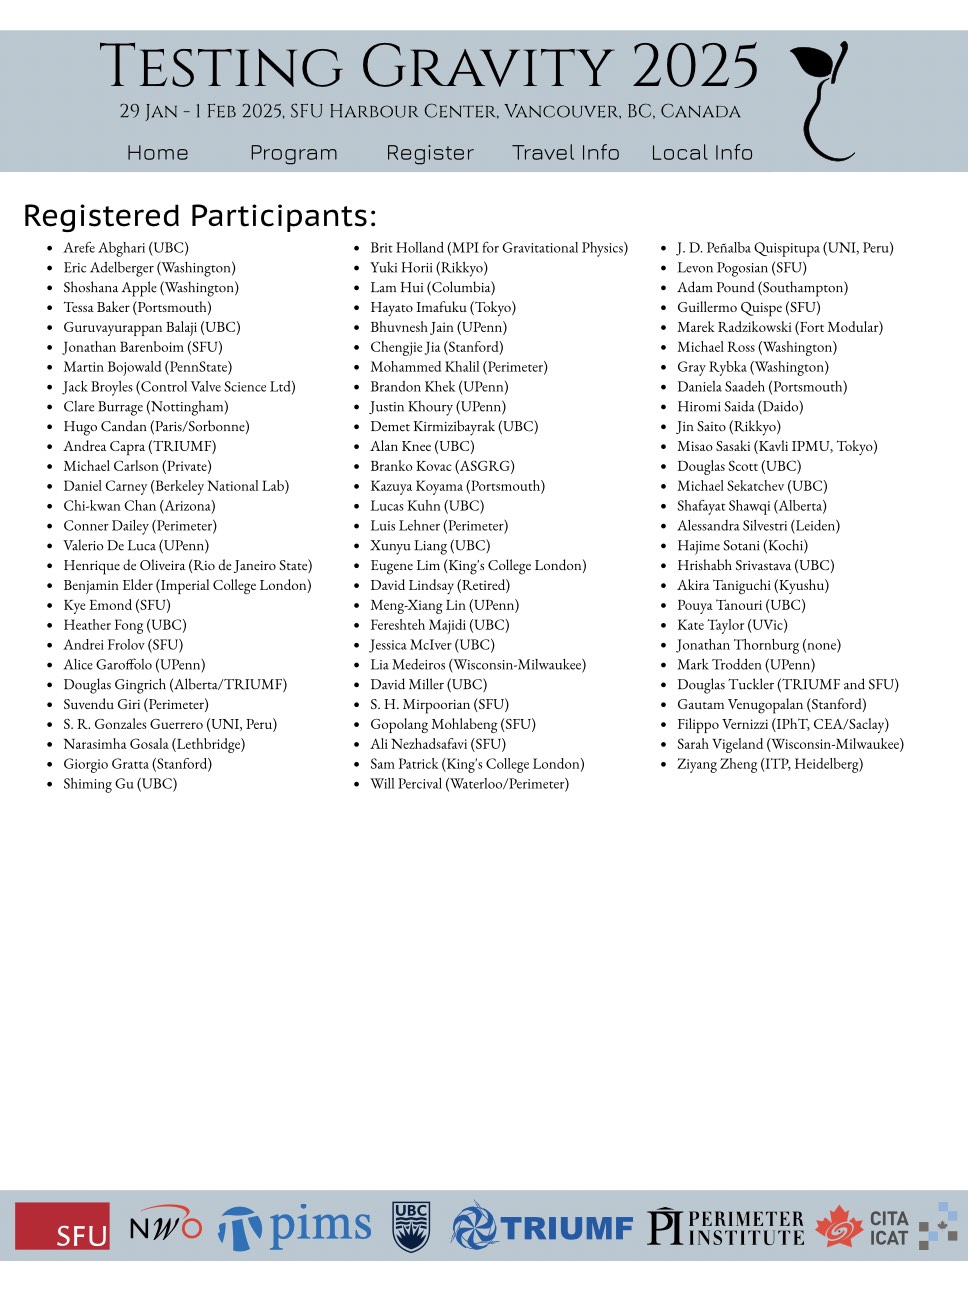 Testing Gravity 2025
29 Jan - 1 Feb 2025, SFU Harbour Center, Vancouver, BC, Canada
Home Program Register Travel Info Local Info
Registered Participants:
Arefe Abghari (UBC)
Eric Adelberger (Washington)
Shoshana Apple (Washington)
Tessa Baker (Portsmouth)
Guruvayurappan Balaji (UBC)
Jonathan Barenboim (SFU)
Martin Bojowald (PennState)
Jack Broyles (Control Valve Science Ltd)
Clare Burrage (Nottingham)
Hugo Candan (Paris/Sorbonne)
Andrea Capra (TRIUMF)
Michael Carlson (Private)
Daniel Carney (Berkeley National Lab)
Chi-kwan Chan (Arizona)
Conner Dailey (Perimeter)
Valerio De Luca (UPenn)
Henrique de Oliveira (Rio de Janeiro State)
Benjamin Elder (Imperial College London)
Kye Emond (SFU)
Heather Fong (UBC)
Andrei Frolov (SFU)
Alice Garoffolo (UPenn)
Douglas Gingrich (Alberta/TRIUMF)
Suvendu Giri (Perimeter)
S. R. Gonzales Guerrero (UNI, Peru)
Narasimha Gosala (Lethbridge)
Giorgio Gratta (Stanford)
Shiming Gu (UBC)
Brit Holland (MPI for Gravitational Physics)
Yuki Horii (Rikkyo)
Lam Hui (Columbia)
Hayato Imafuku (Tokyo)
Bhuvnesh Jain (UPenn)
Chengjie Jia (Stanford)
Mohammed Khalil (Perimeter)
Brandon Khek (UPenn)
Justin Khoury (UPenn)
Demet Kirmizibayrak (UBC)
Alan Knee (UBC)
Branko Kovac (ASGRG)
Kazuya Koyama (Portsmouth)
Lucas Kuhn (UBC)
Luis Lehner (Perimeter)
Xunyu Liang (UBC)
Eugene Lim (King's College London)
David Lindsay (Retired)
Meng-Xiang Lin (UPenn)
Fereshteh Majidi (UBC)
Jessica McIver (UBC)
Lia Medeiros (Wisconsin-Milwaukee)
David Miller (UBC)
S. H. Mirpoorian (SFU)
Gopolang Mohlabeng (SFU)
Ali Nezhadsafavi (SFU)
Sam Patrick (King's College London)
Will Percival (Waterloo/Perimeter)
J. D. Peñalba Quispitupa (UNI, Peru)
Levon Pogosian (SFU)
Adam Pound (Southampton)
Guillermo Quispe (SFU)
Marek Radzikowski (Fort Modular)
Michael Ross (Washington)
Gray Rybka (Washington)
Daniela Saadeh (Portsmouth)
Hiromi Saida (Daido)
Jin Saito (Rikkyo)
Misao Sasaki (Kavli IPMU, Tokyo)
Douglas Scott (UBC)
Michael Sekatchev (UBC)
Shafayat Shawqi (Alberta)
Alessandra Silvestri (Leiden)
Hajime Sotani (Kochi)
Hrishabh Srivastava (UBC)
Akira Taniguchi (Kyushu)
Pouya Tanouri (UBC)
Kate Taylor (UVic)
Jonathan Thornburg (none)
Mark Trodden (UPenn)
Douglas Tuckler (TRIUMF and SFU)
Gautam Venugopalan (Stanford)
Filippo Vernizzi (IPhT, CEA/Saclay)
Sarah Vigeland (Wisconsin-Milwaukee)
Ziyang Zheng (ITP, Heidelberg)
SFU
NWO
pims
UBC
TRIUMF
PI PERIMETER
INSTITUTE
CITA
ICAT